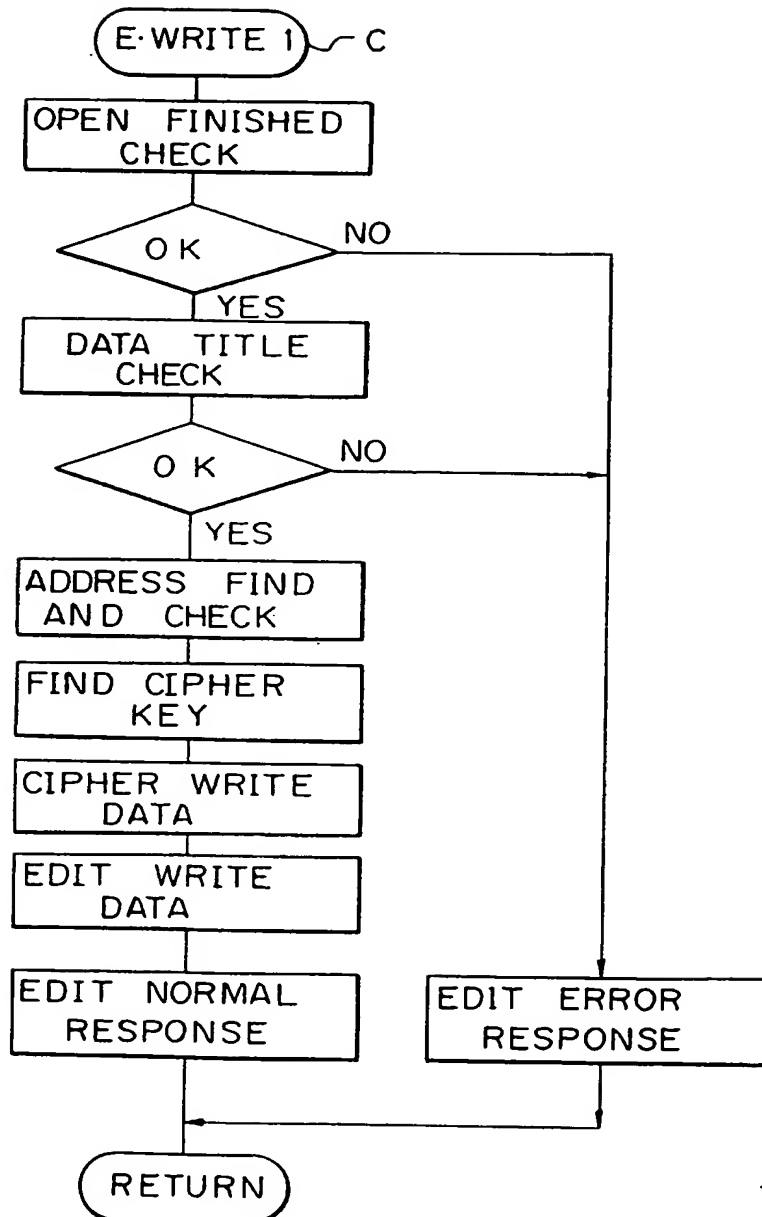 E·WRITE 1 C
OPEN FINISHED
CHECK
OK
NO
YES
DATA TITLE
CHECK
OK
NO
YES
ADDRESS FIND
AND CHECK
FIND CIPHER
KEY
CIPHER WRITE
DATA
EDIT WRITE
DATA
EDIT NORMAL
RESPONSE
EDIT ERROR
RESPONSE
RETURN